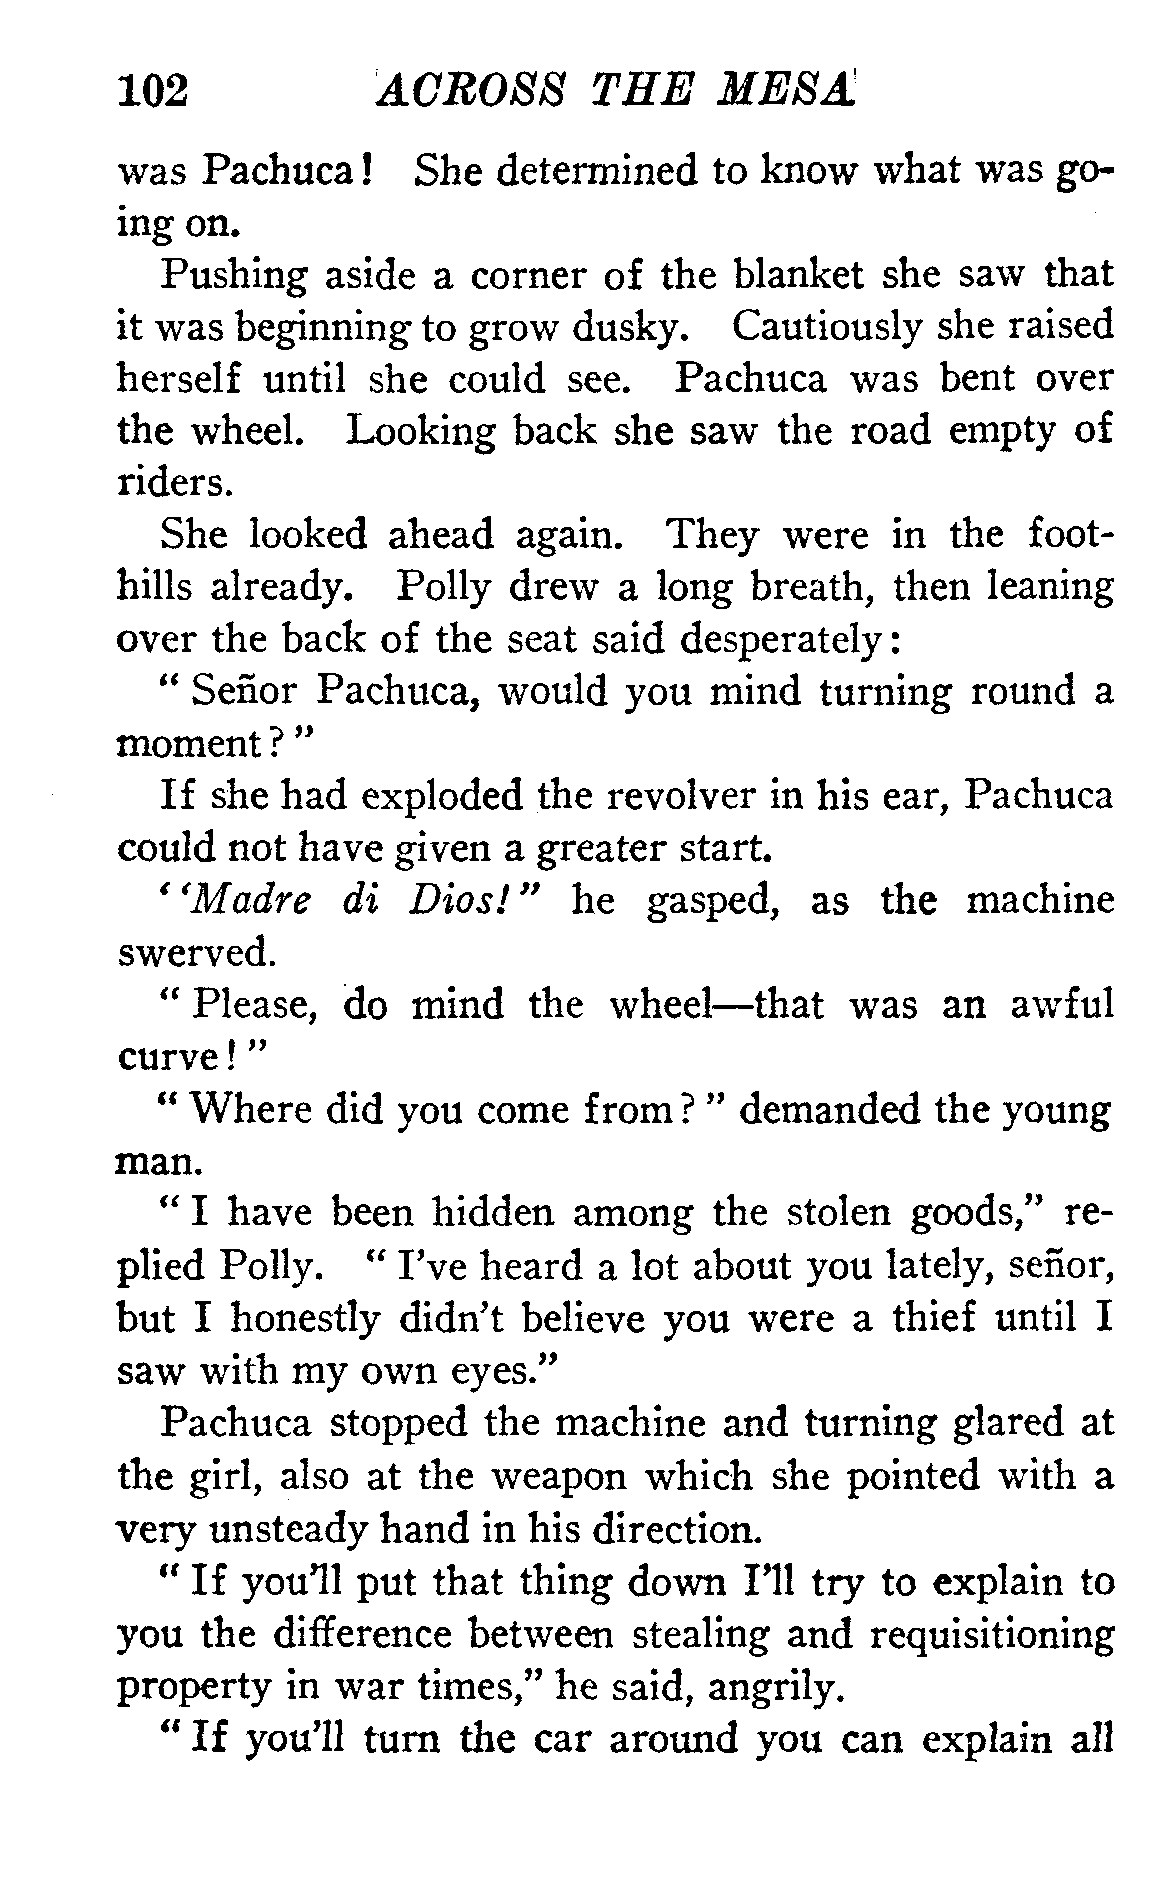 102 ACROSS THE MESA
was Pachuca! She determined to know what was go-
ing on.
Pushing aside a corner of the blanket she saw that
it was beginning to grow dusky. Cautiously she raised
herself until she could see. Pachuca was bent over
the wheel. Looking back she saw the road empty of
riders.
She looked ahead again. They were in the foot-
hills already. Polly drew a long breath, then leaning
over the back of the seat said desperately:
“ Señor Pachuca, would you mind turning round a
moment? ”
If she had exploded the revolver in his ear, Pachuca
could not have given a greater start.
‘‘Madre di Dios!” he gasped, as the machine
swerved.
“ Please, do mind the wheel—that was an awful
curve! ”
“ Where did you come from? ” demanded the young
man.
“ I have been hidden among the stolen goods,” re-
plied Polly. “ I’ve heard a lot about you lately, señor,
but I honestly didn’t believe you were a thief until I
saw with my own eyes.”
Pachuca stopped the machine and turning glared at
the girl, also at the weapon which she pointed with a
very unsteady hand in his direction.
“ If you’ll put that thing down I’ll try to explain to
you the difference between stealing and requisitioning
property in war times,” he said, angrily.
“ If you’ll turn the car around you can explain all